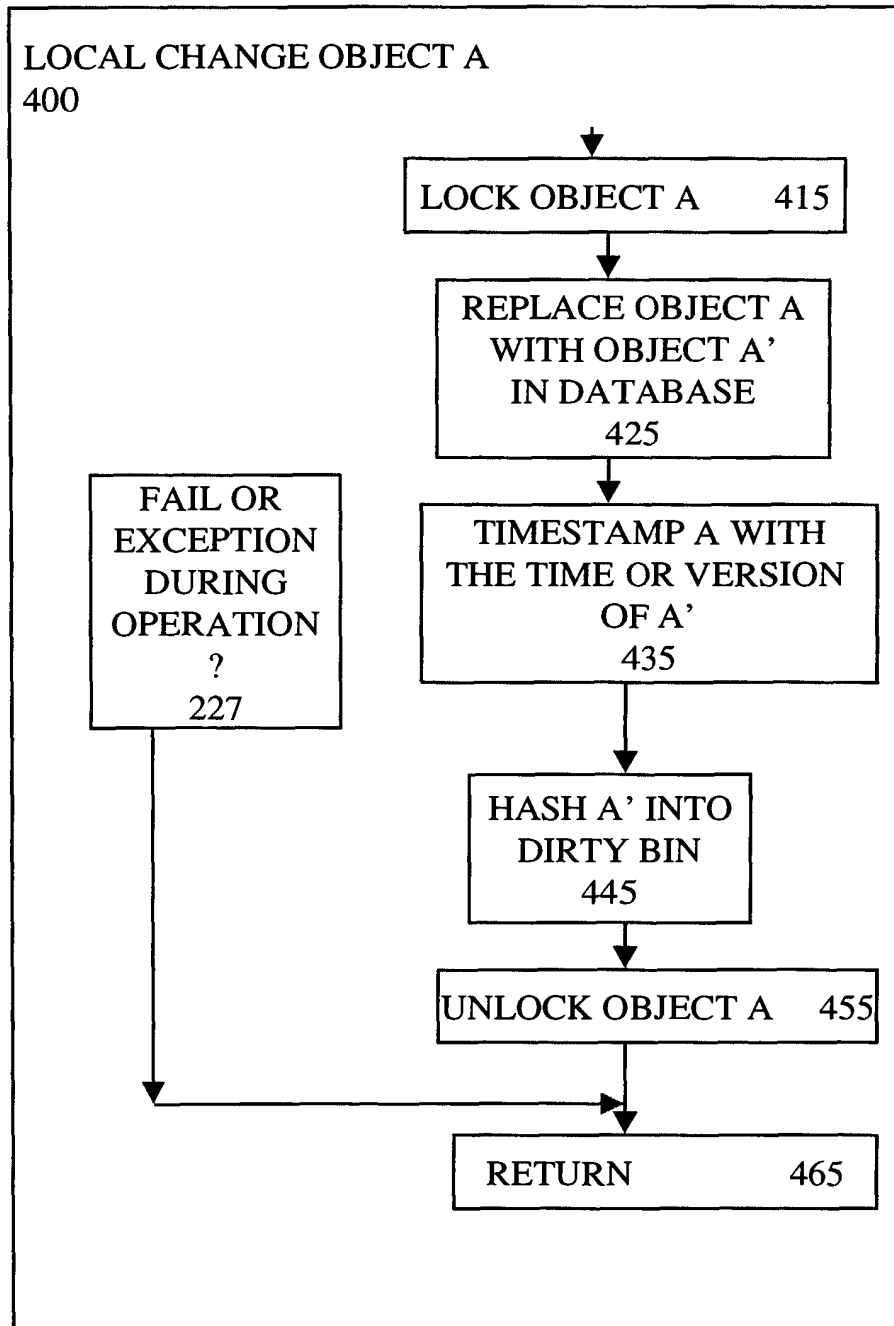 LOCAL CHANGE OBJECT A
400
LOCK OBJECT A 415
REPLACE OBJECT A
WITH OBJECT A’
IN DATABASE
425
FAIL OR
EXCEPTION
DURING
OPERATION
?
227
TIMESTAMP A WITH
THE TIME OR VERSION
OF A’
435
HASH A’ INTO
DIRTY BIN
445
UNLOCK OBJECT A 455
RETURN 465